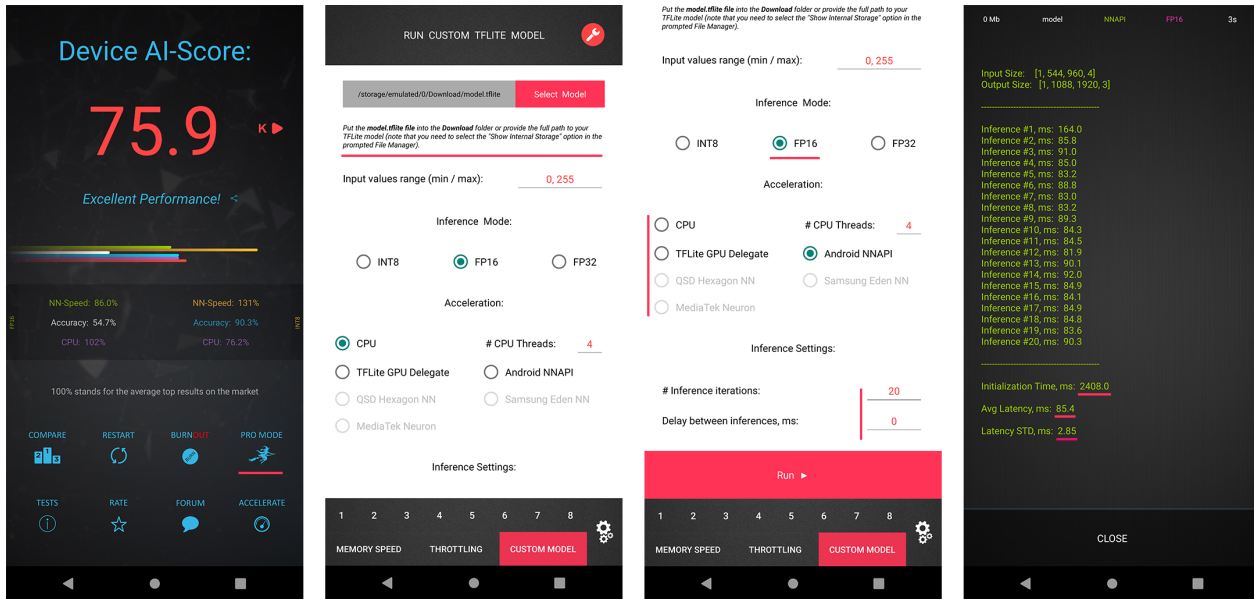 Device AI-Score:
75.9
K
Excellent Performance!
NN-Speed: 86.0%
NN-Speed: 131%
FP16
Accuracy: 54.7%
Accuracy: 90.3%
INT8
CPU: 102%
CPU: 76.2%
100% stands for the average top results on the market
COMPARE
RESTART
BURNOUT
PRO MODE
2 1 3
TESTS
RATE
FORUM
ACCELERATE
RUN CUSTOM TFLITE MODEL
/storage/emulated/0/Download/model.tflite
Select Model
Put the model.tflite file into the Download folder or provide the full path to your
TFLite model (note that you need to select the "Show Internal Storage" option in the
prompted File Manager).
Input values range (min / max):
0, 255
Inference Mode:
INT8
FP16
FP32
Acceleration:
CPU
# CPU Threads:
4
TFLite GPU Delegate
Android NNAPI
QSD Hexagon NN
Samsung Eden NN
MediaTek Neuron
Inference Settings:
1 2 3 4 5 6 7 8
MEMORY SPEED
THROTTLING
CUSTOM MODEL
Put the model.tflite file into the Download folder or provide the full path to your
TFLite model (note that you need to select the "Show Internal Storage" option in the
prompted File Manager).
Input values range (min / max):
0, 255
Inference Mode:
INT8
FP16
FP32
Acceleration:
CPU
# CPU Threads:
4
TFLite GPU Delegate
Android NNAPI
QSD Hexagon NN
Samsung Eden NN
MediaTek Neuron
Inference Settings:
# Inference iterations:
20
Delay between inferences, ms:
0
Run
1 2 3 4 5 6 7 8
MEMORY SPEED
THROTTLING
CUSTOM MODEL
0 Mb
model
NNAPI
FP16
3s
Input Size: [1, 544, 960, 4]
Output Size: [1, 1088, 1920, 3]
Inference #1, ms: 164.0
Inference #2, ms: 85.8
Inference #3, ms: 91.0
Inference #4, ms: 85.0
Inference #5, ms: 83.2
Inference #6, ms: 88.8
Inference #7, ms: 83.0
Inference #8, ms: 83.2
Inference #9, ms: 89.3
Inference #10, ms: 84.3
Inference #11, ms: 84.5
Inference #12, ms: 81.9
Inference #13, ms: 90.1
Inference #14, ms: 92.0
Inference #15, ms: 84.9
Inference #16, ms: 84.1
Inference #17, ms: 84.9
Inference #18, ms: 84.8
Inference #19, ms: 83.6
Inference #20, ms: 90.3
Initialization Time, ms: 2408.0
Avg Latency, ms: 85.4
Latency STD, ms: 2.85
CLOSE